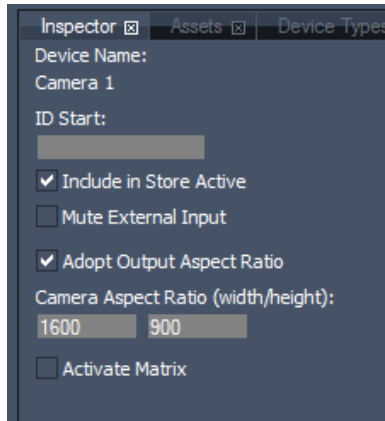 Inspector Assets Device Types
Device Name:
Camera 1
ID Start:
Include in Store Active
Mute External Input
Adopt Output Aspect Ratio
Camera Aspect Ratio (width/height):
1600 900
Activate Matrix